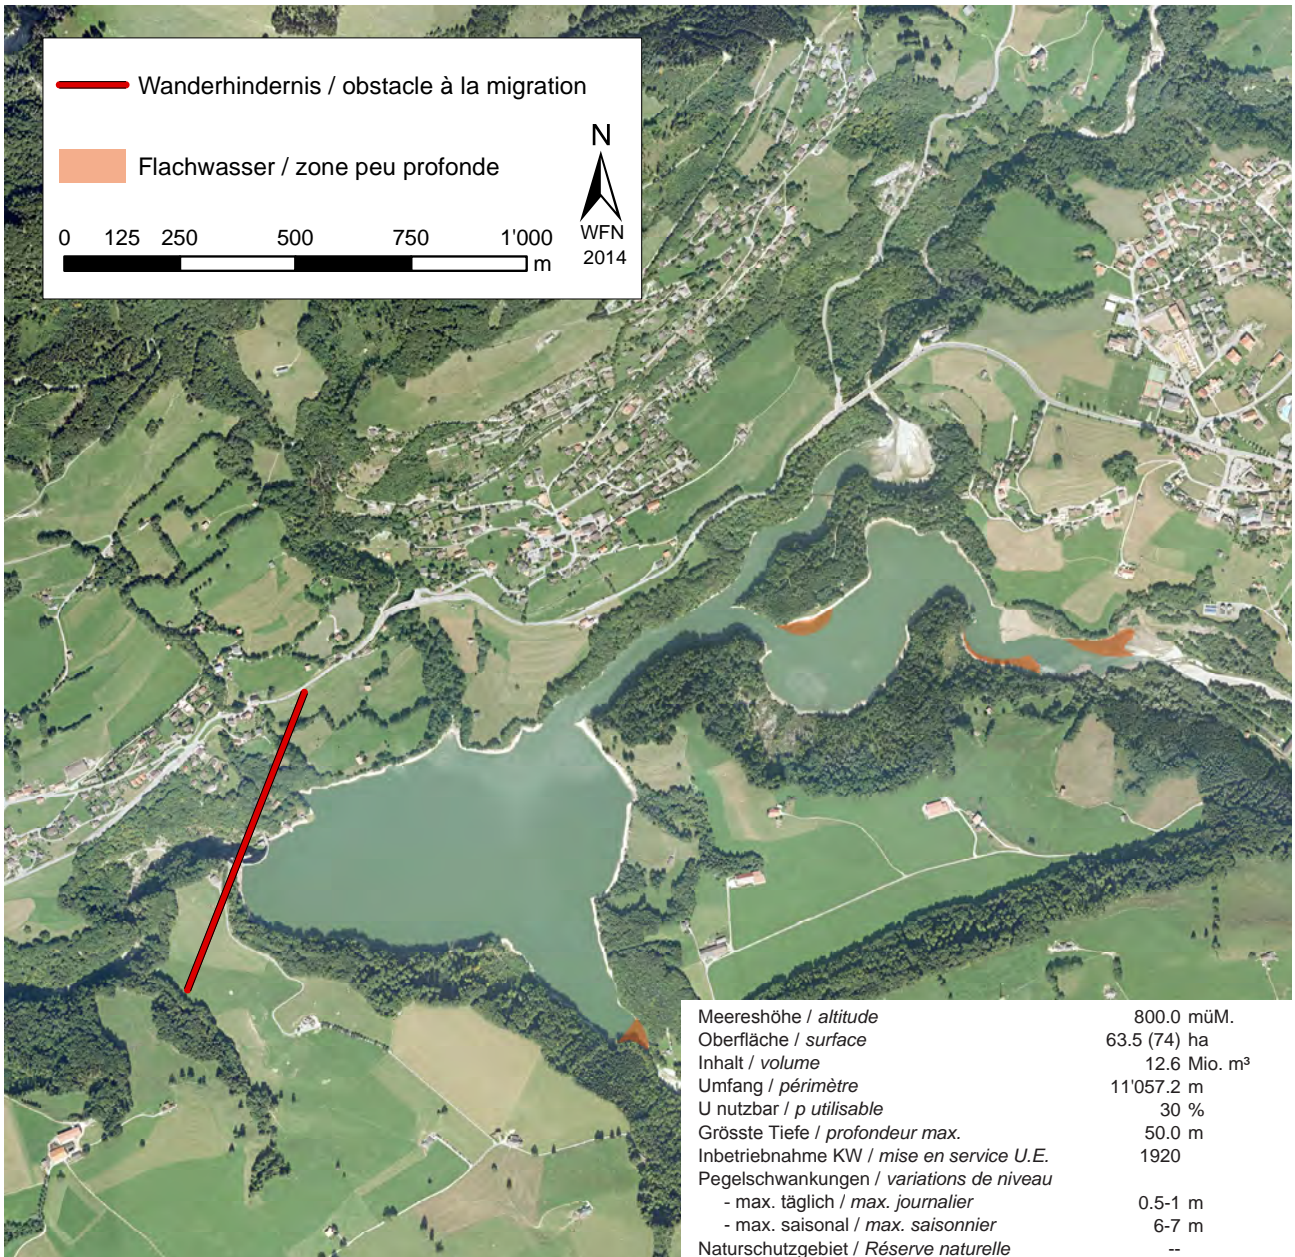 Wanderhindernis / obstacle à la migration
Flachwasser / zone peu profonde
N
WFN
2014
0 125 250 500 750 1'000
m
Meereshöhe / altitude 800.0 müM.
Oberfläche / surface 63.5 (74) ha
Inhalt / volume 12.6 Mio. m³
Umfang / périmètre 11'057.2 m
U nutzbar / p utilisable 30 %
Grösste Tiefe / profondeur max. 50.0 m
Inbetriebnahme KW / mise en service U.E. 1920
Pegelschwankungen / variations de niveau
- max. täglich / max. journalier 0.5-1 m
- max. saisonal / max. saisonnier 6-7 m
Naturschutzgebiet / Réserve naturelle --